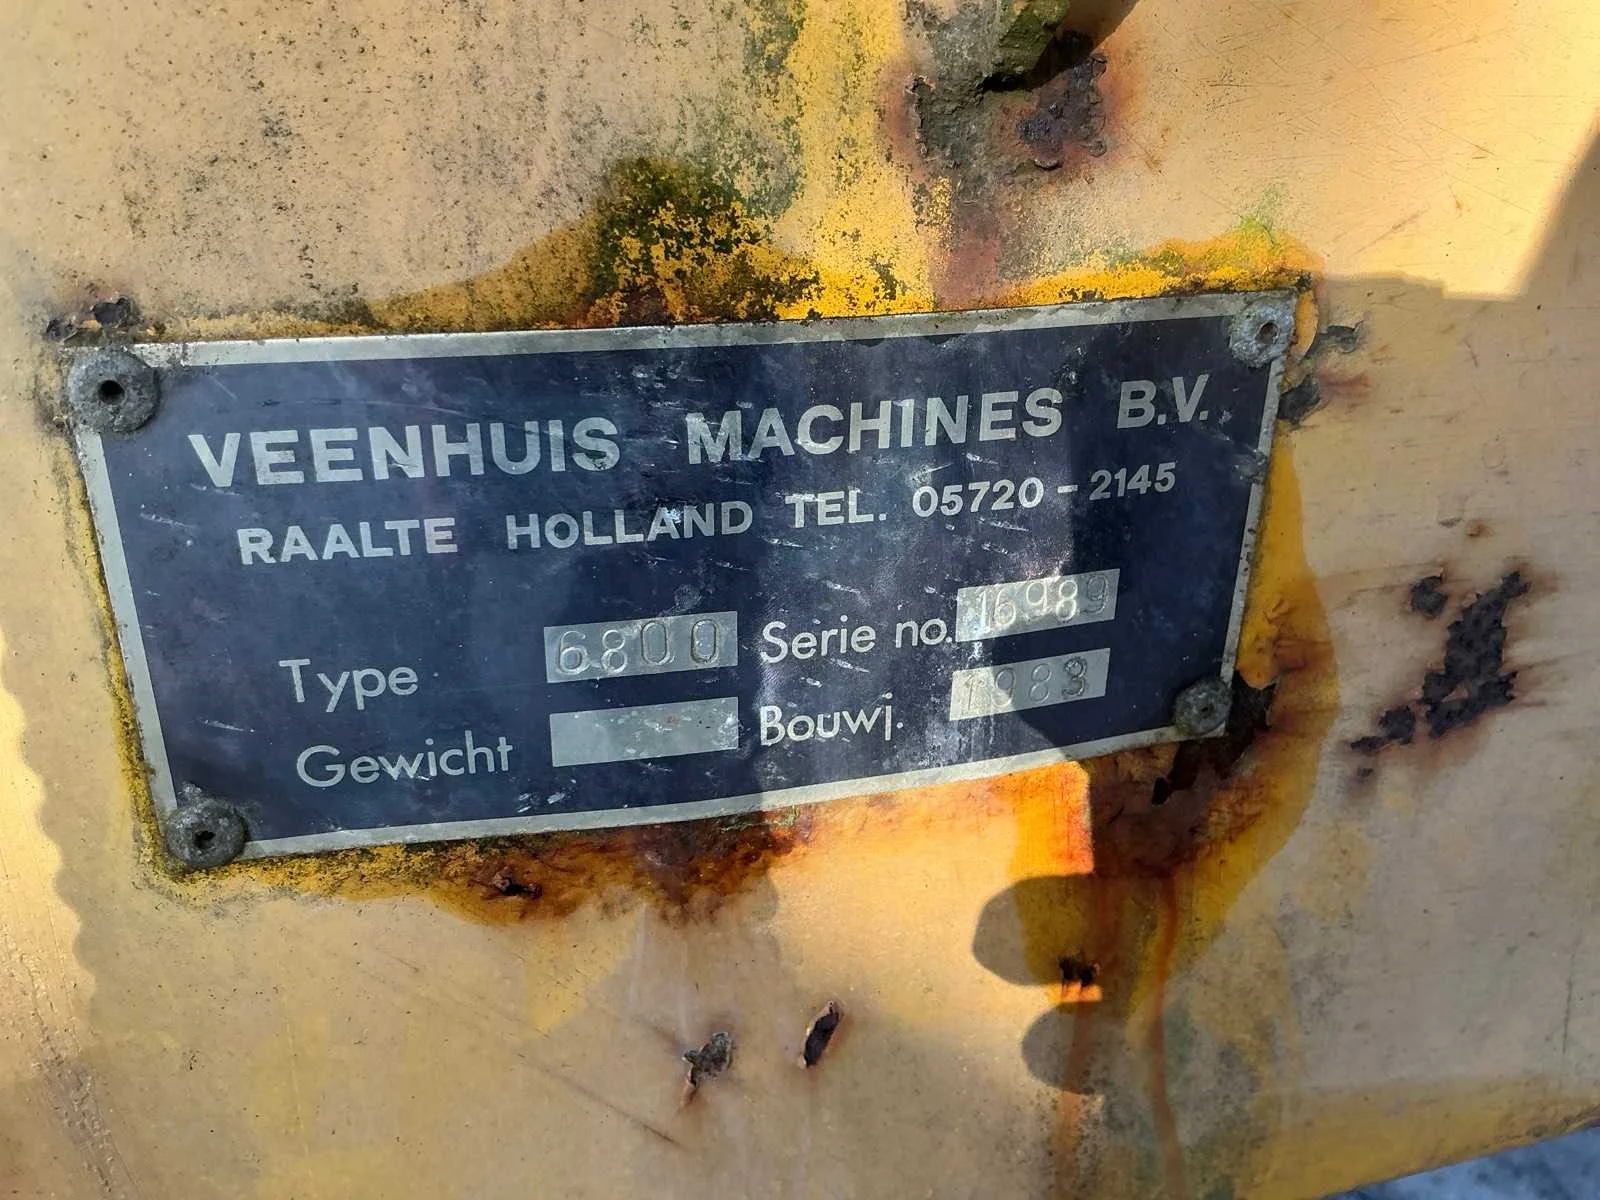 VEENHUIS MACHINES B.V.
RAALTE HOLLAND TEL. 05720-2145
Type 6800 Serie no. 16989
Gewicht Bouwj. 1983